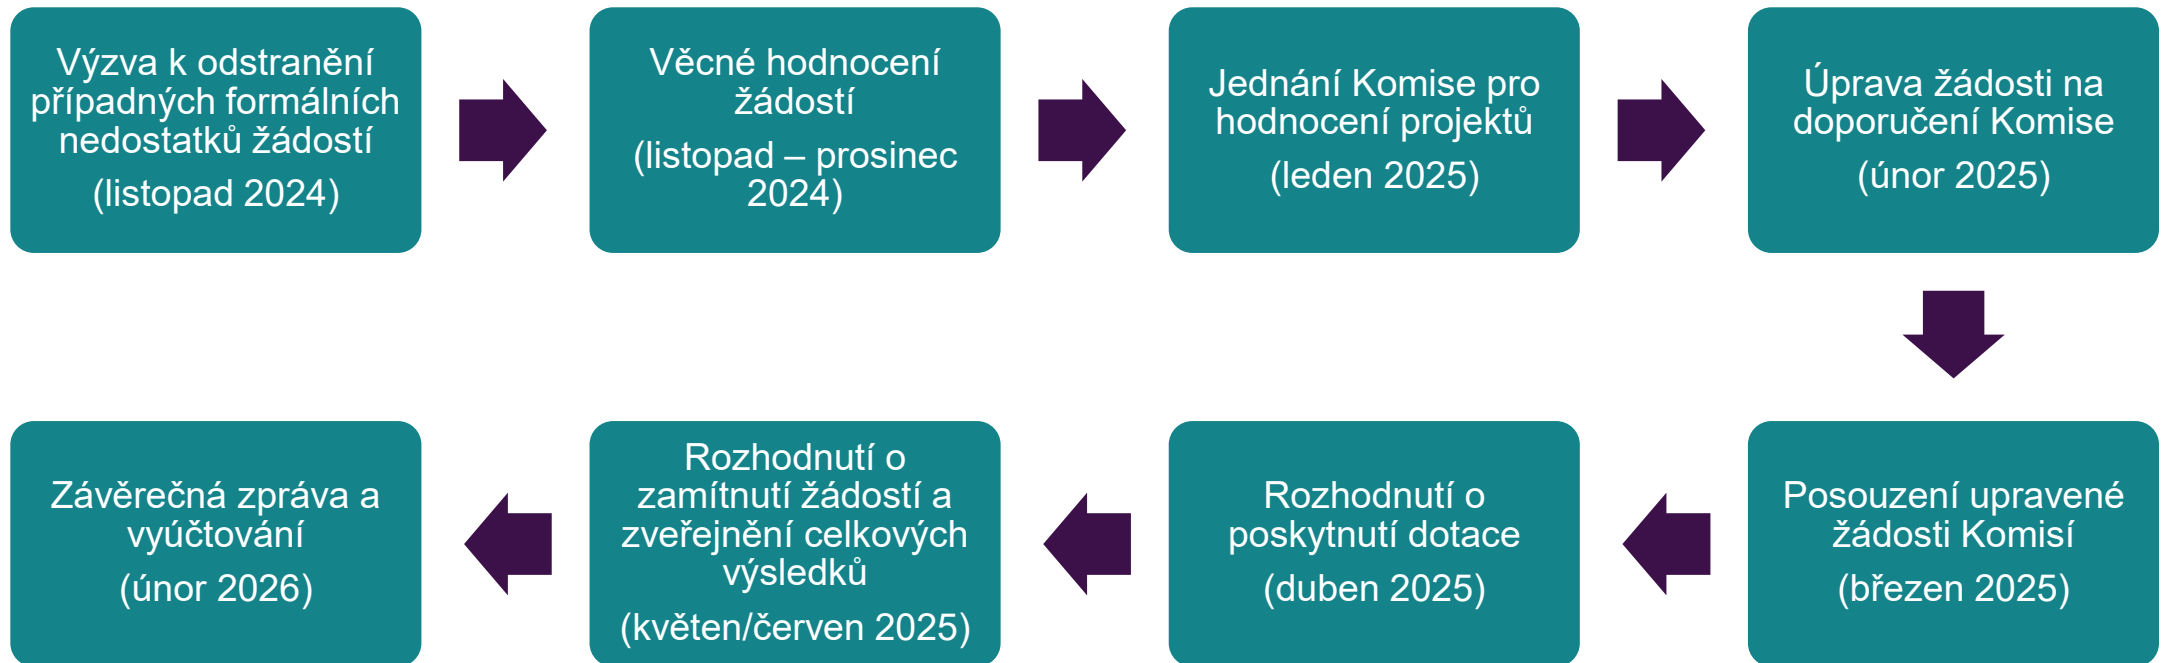 Výzva k odstranění
případných formálních
nedostatků žádostí
(listopad 2024)
Věcné hodnocení
žádostí
(listopad – prosinec
2024)
Jednání Komise pro
hodnocení projektů
(leden 2025)
Úprava žádosti na
doporučení Komise
(únor 2025)
Posouzení upravené
žádosti Komisí
(březen 2025)
Rozhodnutí o
poskytnutí dotace
(duben 2025)
Rozhodnutí o
zamítnutí žádostí a
zveřejnění celkových
výsledků
(květen/červen 2025)
Závěrečná zpráva a
vyúčtování
(únor 2026)